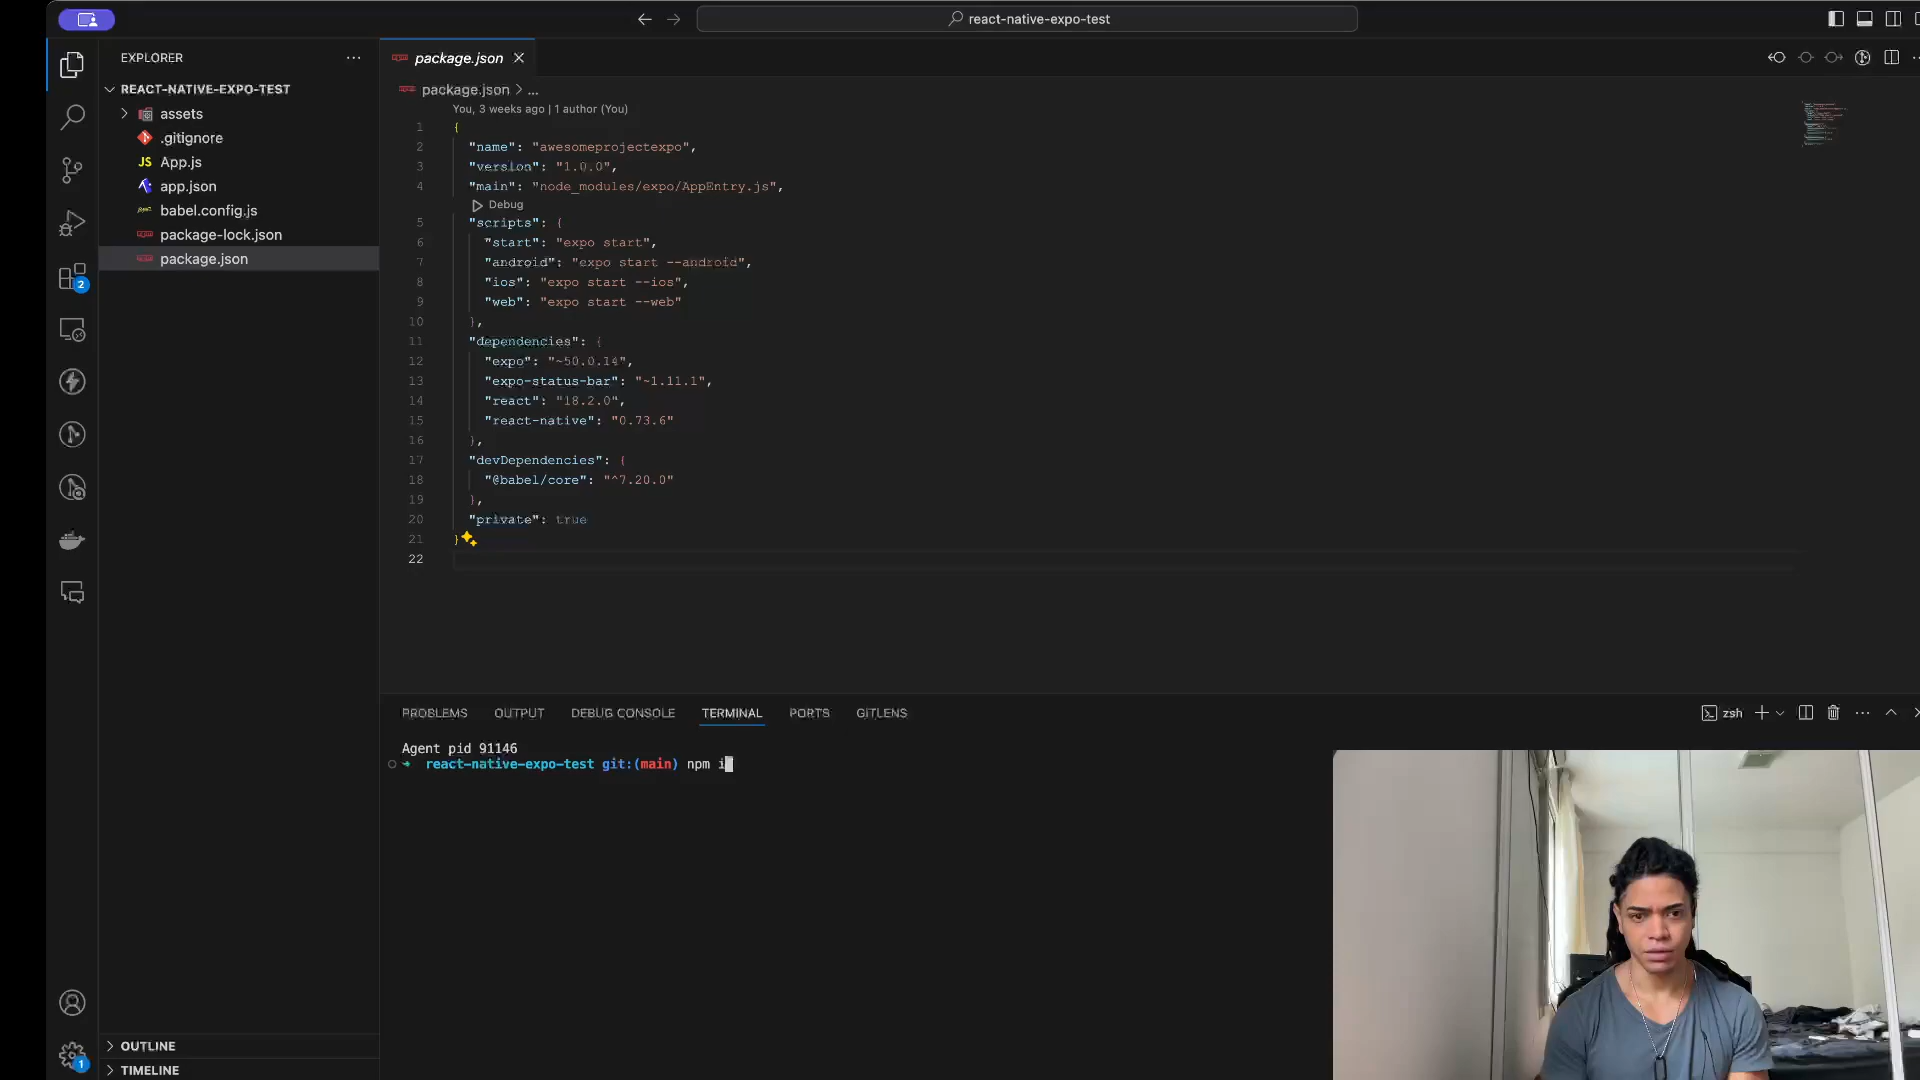 react-native-expo-test
EXPLORER
REACT-NATIVE-EXPO-TEST
assets
.gitignore
JS App.js
app.json
babel.config.js
package-lock.json
package.json
2
1
OUTLINE
TIMELINE
package.json
package.json > ...
You, 3 weeks ago | 1 author (You)
1 {
2 "name": "awesomeprojectexpo",
3 "version": "1.0.0",
4 "main": "node_modules/expo/AppEntry.js",
Debug
5 "scripts": {
6 "start": "expo start",
7 "android": "expo start --android",
8 "ios": "expo start --ios",
9 "web": "expo start --web"
10 },
11 "dependencies": {
12 "expo": "~50.0.14",
13 "expo-status-bar": "~1.11.1",
14 "react": "18.2.0",
15 "react-native": "0.73.6"
16 },
17 "devDependencies": {
18 "@babel/core": "^7.20.0"
19 },
20 "private": true
21 }
22
PROBLEMS OUTPUT DEBUG CONSOLE TERMINAL PORTS GITLENS
zsh
Agent pid 91146
react-native-expo-test git:(main) npm i